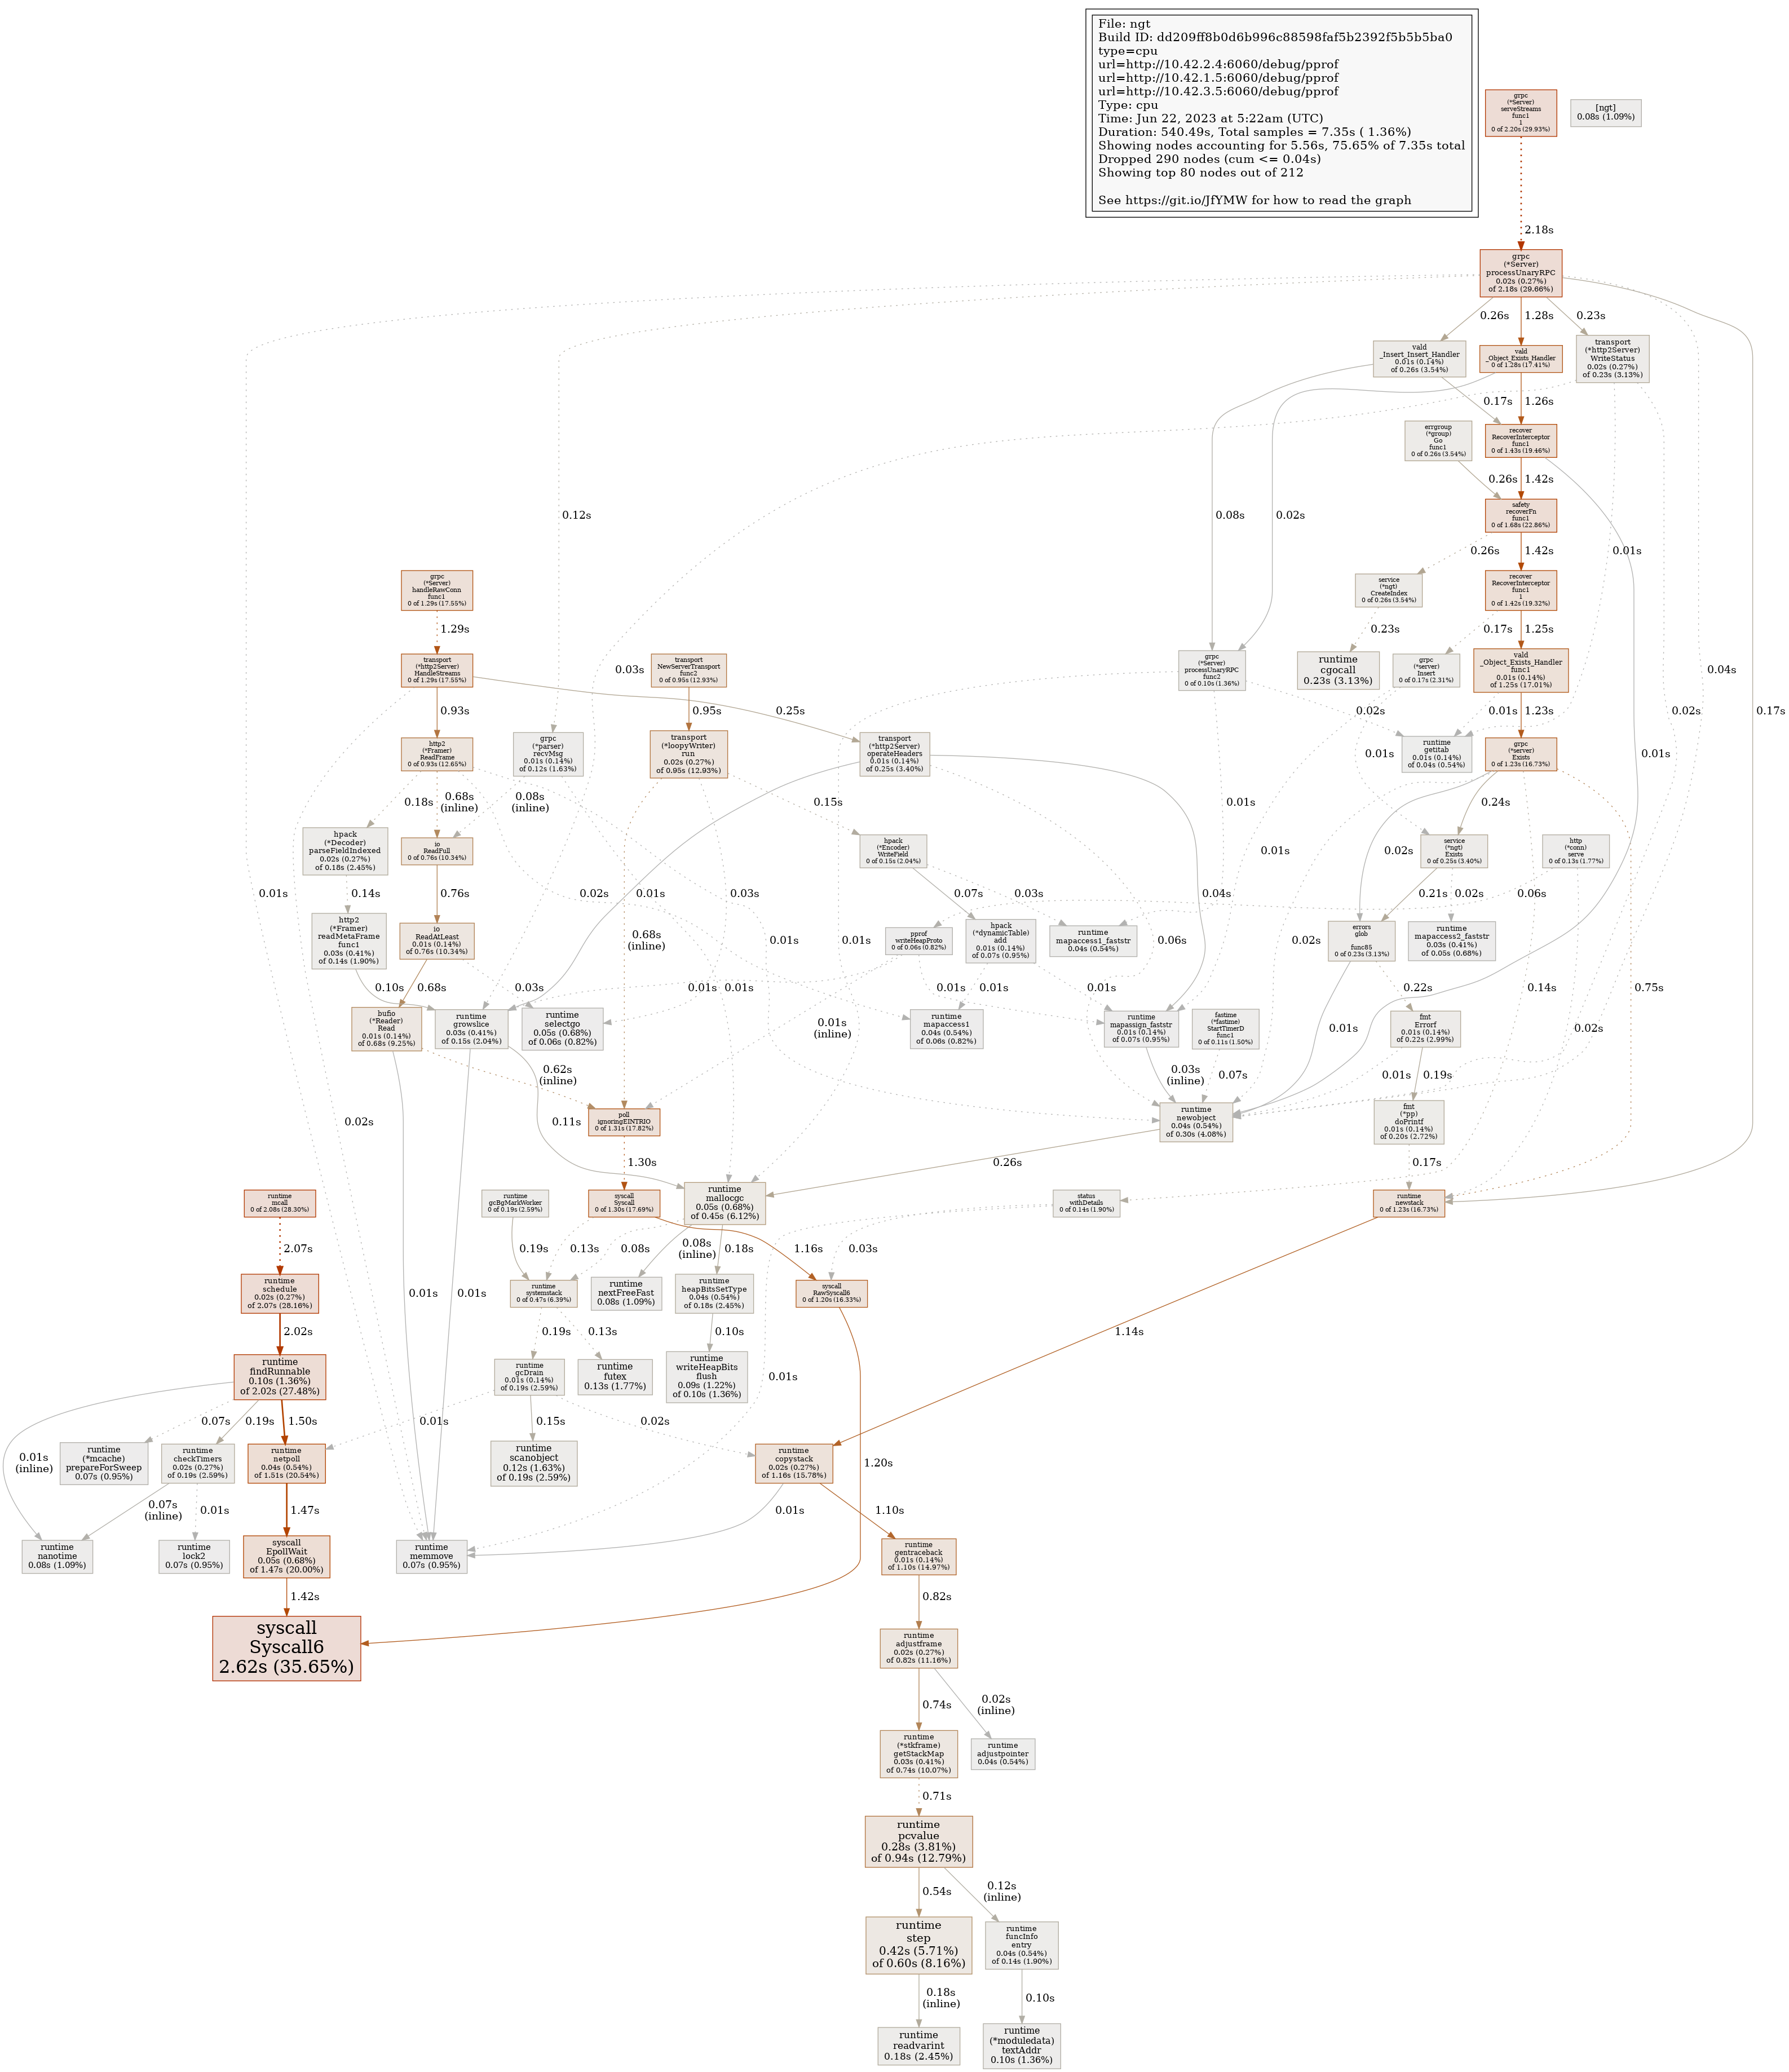 File: ngt
Build ID: dd209ff8b0d6b996c88598faf5b2392f5b5b5ba0
type=cpu
url=http://10.42.2.4:6060/debug/pprof
url=http://10.42.1.5:6060/debug/pprof
url=http://10.42.3.5:6060/debug/pprof
Type: cpu
Time: Jun 22, 2023 at 5:22am (UTC)
Duration: 540.49s, Total samples = 7.35s ( 1.36%)
Showing nodes accounting for 5.56s, 75.65% of 7.35s total
Dropped 290 nodes (cum <= 0.04s)
Showing top 80 nodes out of 212
See https://git.io/JfYMW for how to read the graph
grpc
(*Server)
serveStreams
func1
1
0 of 2.20s (29.93%)
[ngt]
0.08s (1.09%)
2.18s
grpc
(*Server)
processUnaryRPC
0.02s (0.27%)
of 2.18s (29.66%)
0.26s
1.28s
0.23s
vald
_Insert_Insert_Handler
0.01s (0.14%)
of 0.26s (3.54%)
vald
_Object_Exists_Handler
0 of 1.28s (17.41%)
transport
(*http2Server)
WriteStatus
0.02s (0.27%)
of 0.23s (3.13%)
0.17s
1.26s
errgroup
(*group)
Go
func1
0 of 0.26s (3.54%)
recover
RecoverInterceptor
func1
0 of 1.43s (19.46%)
0.26s
1.42s
0.12s
0.08s
0.02s
safety
recoverFn
func1
0 of 1.68s (22.86%)
0.26s
1.42s
0.01s
grpc
(*Server)
handleRawConn
func1
0 of 1.29s (17.55%)
service
(*ngt)
CreateIndex
0 of 0.26s (3.54%)
recover
RecoverInterceptor
func1
1
0 of 1.42s (19.32%)
1.29s
0.23s
0.17s
1.25s
transport
(*http2Server)
HandleStreams
0 of 1.29s (17.55%)
transport
NewServerTransport
func2
0 of 0.95s (12.93%)
0.03s
grpc
(*Server)
processUnaryRPC
func2
0 of 0.10s (1.36%)
runtime
cgocall
0.23s (3.13%)
grpc
(*server)
Insert
0 of 0.17s (2.31%)
vald
_Object_Exists_Handler
func1
0.01s (0.14%)
of 1.25s (17.01%)
0.04s
0.93s
0.95s
0.25s
0.02s
0.01s
1.23s
0.02s
0.17s
http2
(*Framer)
ReadFrame
0 of 0.93s (12.65%)
grpc
(*parser)
recvMsg
0.01s (0.14%)
of 0.12s (1.63%)
transport
(*loopyWriter)
run
0.02s (0.27%)
of 0.95s (12.93%)
transport
(*http2Server)
operateHeaders
0.01s (0.14%)
of 0.25s (3.40%)
runtime
getitab
0.01s (0.14%)
of 0.04s (0.54%)
grpc
(*server)
Exists
0 of 1.23s (16.73%)
0.01s
0.18s
0.68s
(inline)
0.08s
(inline)
0.15s
0.01s
0.01s
0.24s
hpack
(*Decoder)
parseFieldIndexed
0.02s (0.27%)
of 0.18s (2.45%)
io
ReadFull
0 of 0.76s (10.34%)
hpack
(*Encoder)
WriteField
0 of 0.15s (2.04%)
0.01s
0.02s
service
(*ngt)
Exists
0 of 0.25s (3.40%)
http
(*conn)
serve
0 of 0.13s (1.77%)
0.01s
0.14s
0.76s
0.02s
0.01s
0.03s
0.07s
0.03s
0.04s
0.21s
0.02s
0.06s
http2
(*Framer)
readMetaFrame
func1
0.03s (0.41%)
of 0.14s (1.90%)
io
ReadAtLeast
0.01s (0.14%)
of 0.76s (10.34%)
0.68s
(inline)
0.01s
0.01s
pprof
writeHeapProto
0 of 0.06s (0.82%)
hpack
(*dynamicTable)
add
0.01s (0.14%)
of 0.07s (0.95%)
runtime
mapaccess1_faststr
0.04s (0.54%)
0.06s
0.02s
errors
glob

func85
0 of 0.23s (3.13%)
runtime
mapaccess2_faststr
0.03s (0.41%)
of 0.05s (0.68%)
0.10s
0.68s
0.03s
0.01s
0.01s
0.01s
0.01s
0.01s
0.22s
0.14s
0.75s
bufio
(*Reader)
Read
0.01s (0.14%)
of 0.68s (9.25%)
runtime
growslice
0.03s (0.41%)
of 0.15s (2.04%)
runtime
selectgo
0.05s (0.68%)
of 0.06s (0.82%)
0.01s
(inline)
runtime
mapaccess1
0.04s (0.54%)
of 0.06s (0.82%)
runtime
mapassign_faststr
0.01s (0.14%)
of 0.07s (0.95%)
fastime
(*fastime)
StartTimerD
func1
0 of 0.11s (1.50%)
0.01s
fmt
Errorf
0.01s (0.14%)
of 0.22s (2.99%)
0.02s
0.62s
(inline)
0.03s
(inline)
0.07s
0.01s
0.19s
0.02s
0.11s
poll
ignoringEINTRIO
0 of 1.31s (17.82%)
runtime
newobject
0.04s (0.54%)
of 0.30s (4.08%)
fmt
(*pp)
doPrintf
0.01s (0.14%)
of 0.20s (2.72%)
1.30s
0.26s
0.17s
runtime
mcall
0 of 2.08s (28.30%)
runtime
gcBgMarkWorker
0 of 0.19s (2.59%)
syscall
Syscall
0 of 1.30s (17.69%)
runtime
mallocgc
0.05s (0.68%)
of 0.45s (6.12%)
status
withDetails
0 of 0.14s (1.90%)
runtime
newstack
0 of 1.23s (16.73%)
2.07s
0.19s
0.13s
0.08s
0.08s
(inline)
0.18s
1.16s
0.03s
runtime
schedule
0.02s (0.27%)
of 2.07s (28.16%)
0.01s
0.01s
runtime
systemstack
0 of 0.47s (6.39%)
runtime
nextFreeFast
0.08s (1.09%)
runtime
heapBitsSetType
0.04s (0.54%)
of 0.18s (2.45%)
syscall
RawSyscall6
0 of 1.20s (16.33%)
2.02s
0.19s
0.13s
0.10s
1.14s
runtime
findRunnable
0.10s (1.36%)
of 2.02s (27.48%)
runtime
gcDrain
0.01s (0.14%)
of 0.19s (2.59%)
runtime
futex
0.13s (1.77%)
runtime
writeHeapBits
flush
0.09s (1.22%)
of 0.10s (1.36%)
0.01s
0.07s
0.19s
1.50s
0.01s
0.15s
0.02s
0.01s
(inline)
runtime
(*mcache)
prepareForSweep
0.07s (0.95%)
runtime
checkTimers
0.02s (0.27%)
of 0.19s (2.59%)
runtime
netpoll
0.04s (0.54%)
of 1.51s (20.54%)
runtime
scanobject
0.12s (1.63%)
of 0.19s (2.59%)
runtime
copystack
0.02s (0.27%)
of 1.16s (15.78%)
1.20s
0.07s
(inline)
0.01s
1.47s
0.01s
1.10s
runtime
nanotime
0.08s (1.09%)
runtime
lock2
0.07s (0.95%)
syscall
EpollWait
0.05s (0.68%)
of 1.47s (20.00%)
runtime
memmove
0.07s (0.95%)
runtime
gentraceback
0.01s (0.14%)
of 1.10s (14.97%)
1.42s
0.82s
syscall
Syscall6
2.62s (35.65%)
runtime
adjustframe
0.02s (0.27%)
of 0.82s (11.16%)
0.74s
0.02s
(inline)
runtime
(*stkframe)
getStackMap
0.03s (0.41%)
of 0.74s (10.07%)
runtime
adjustpointer
0.04s (0.54%)
0.71s
runtime
pcvalue
0.28s (3.81%)
of 0.94s (12.79%)
0.54s
0.12s
(inline)
runtime
step
0.42s (5.71%)
of 0.60s (8.16%)
runtime
funcInfo
entry
0.04s (0.54%)
of 0.14s (1.90%)
0.18s
(inline)
0.10s
runtime
readvarint
0.18s (2.45%)
runtime
(*moduledata)
textAddr
0.10s (1.36%)